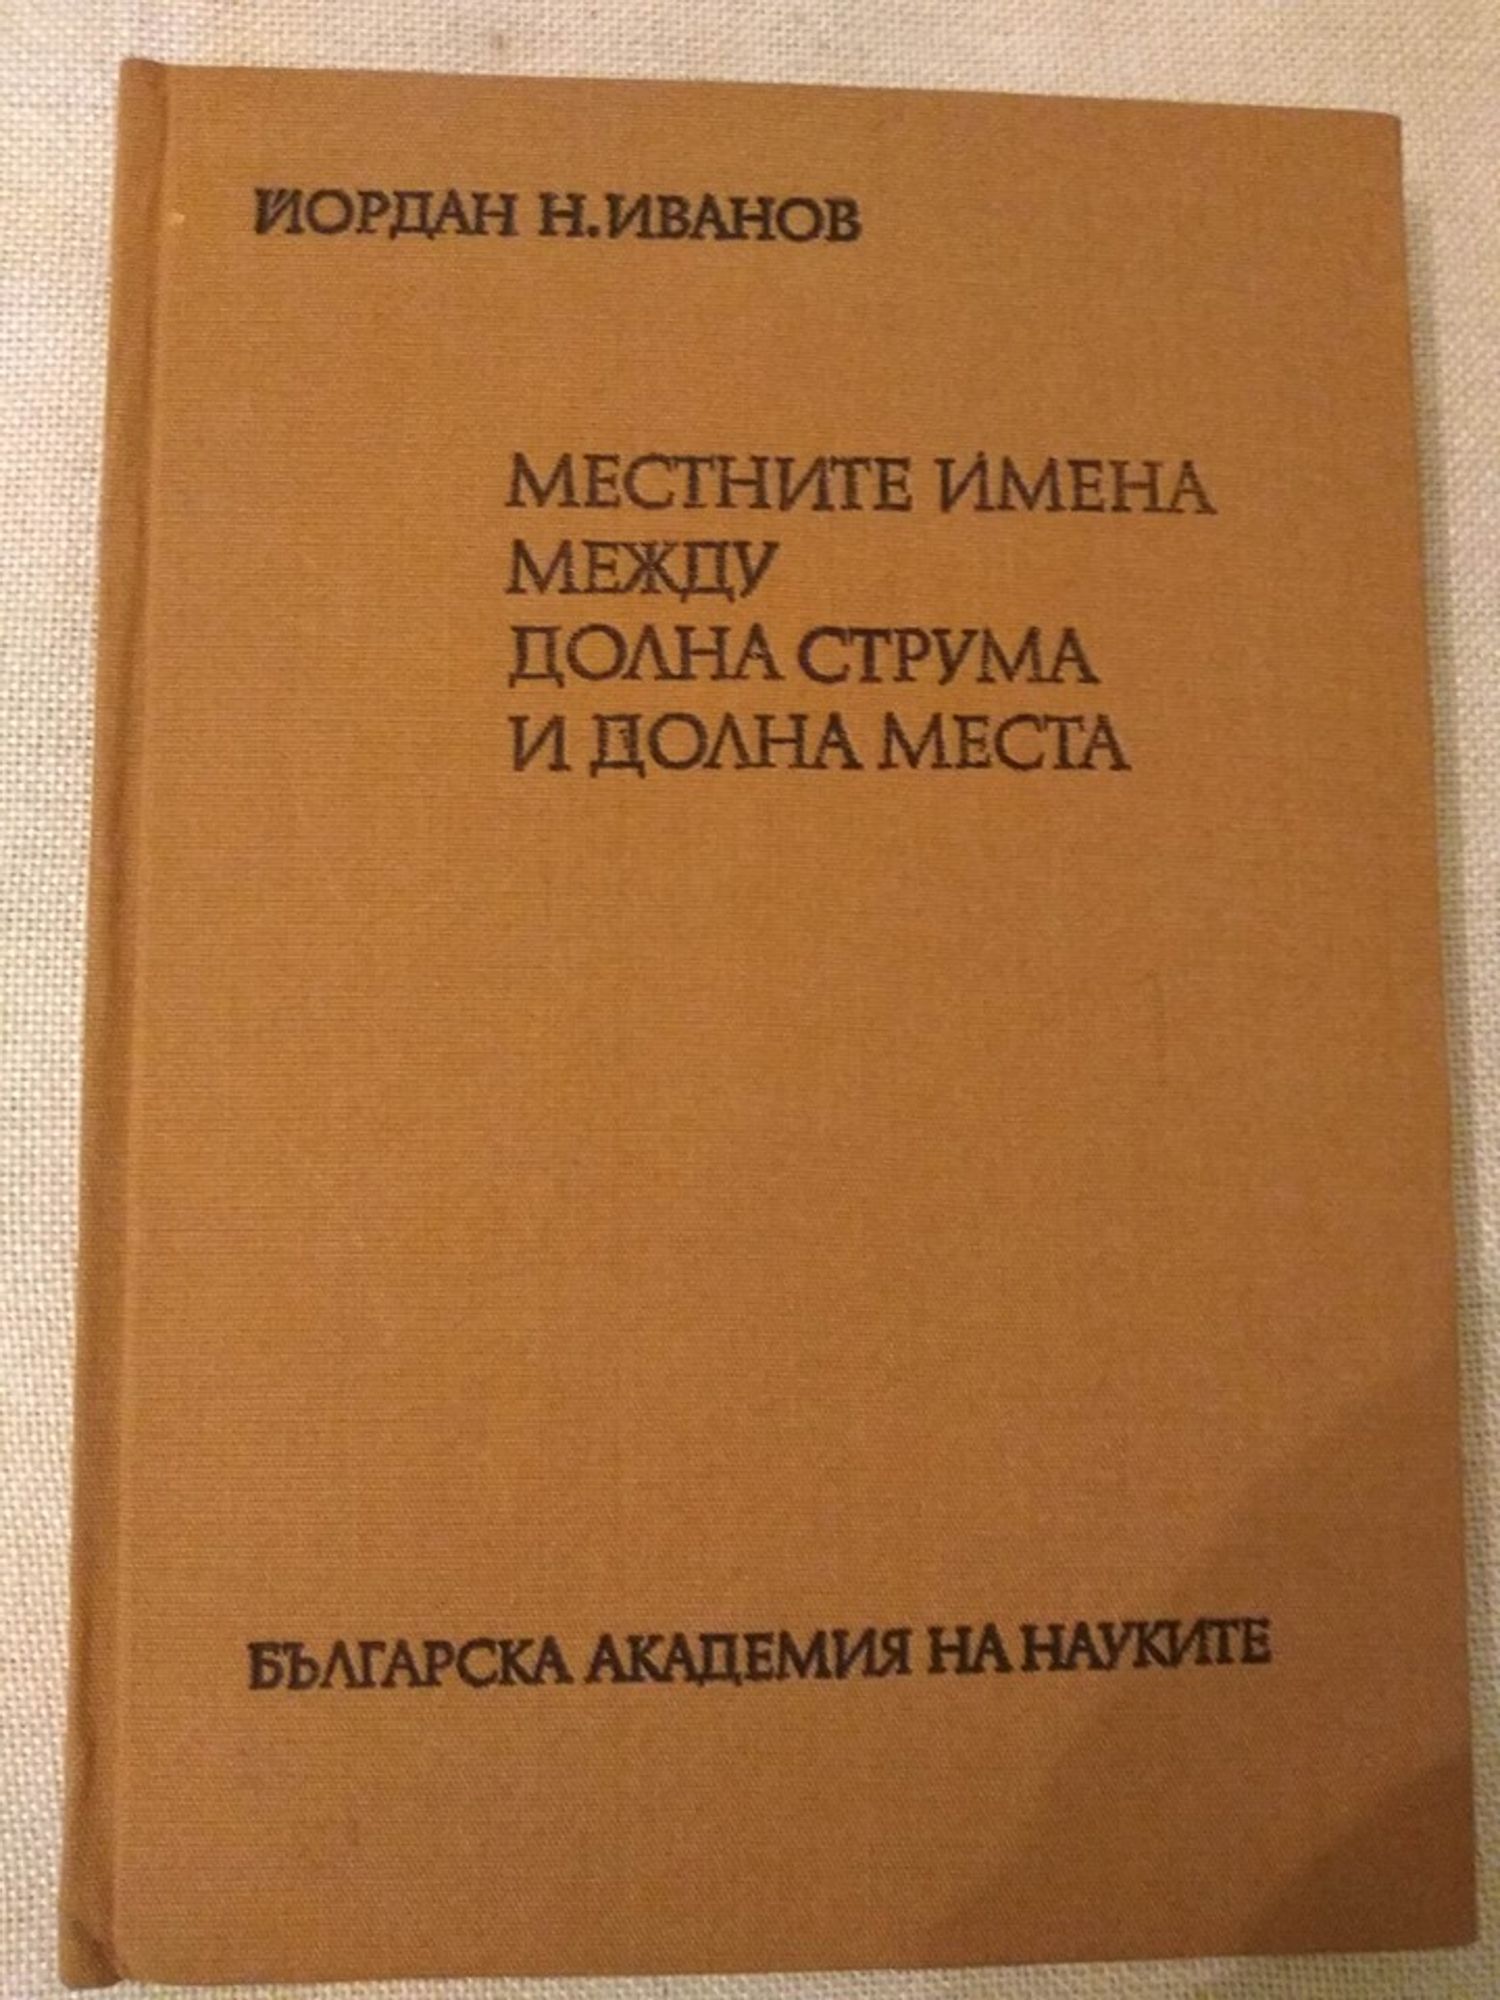 ЙОРДАН Н. ИВАНОВ
МЕСТНИТЕ ИМЕНА
МЕЖДУ
ДОЛНА СТРУМА
И ДОЛНА МЕСТА
БЪЛГАРСКА АКАДЕМИЯ НА НАУКИТЕ